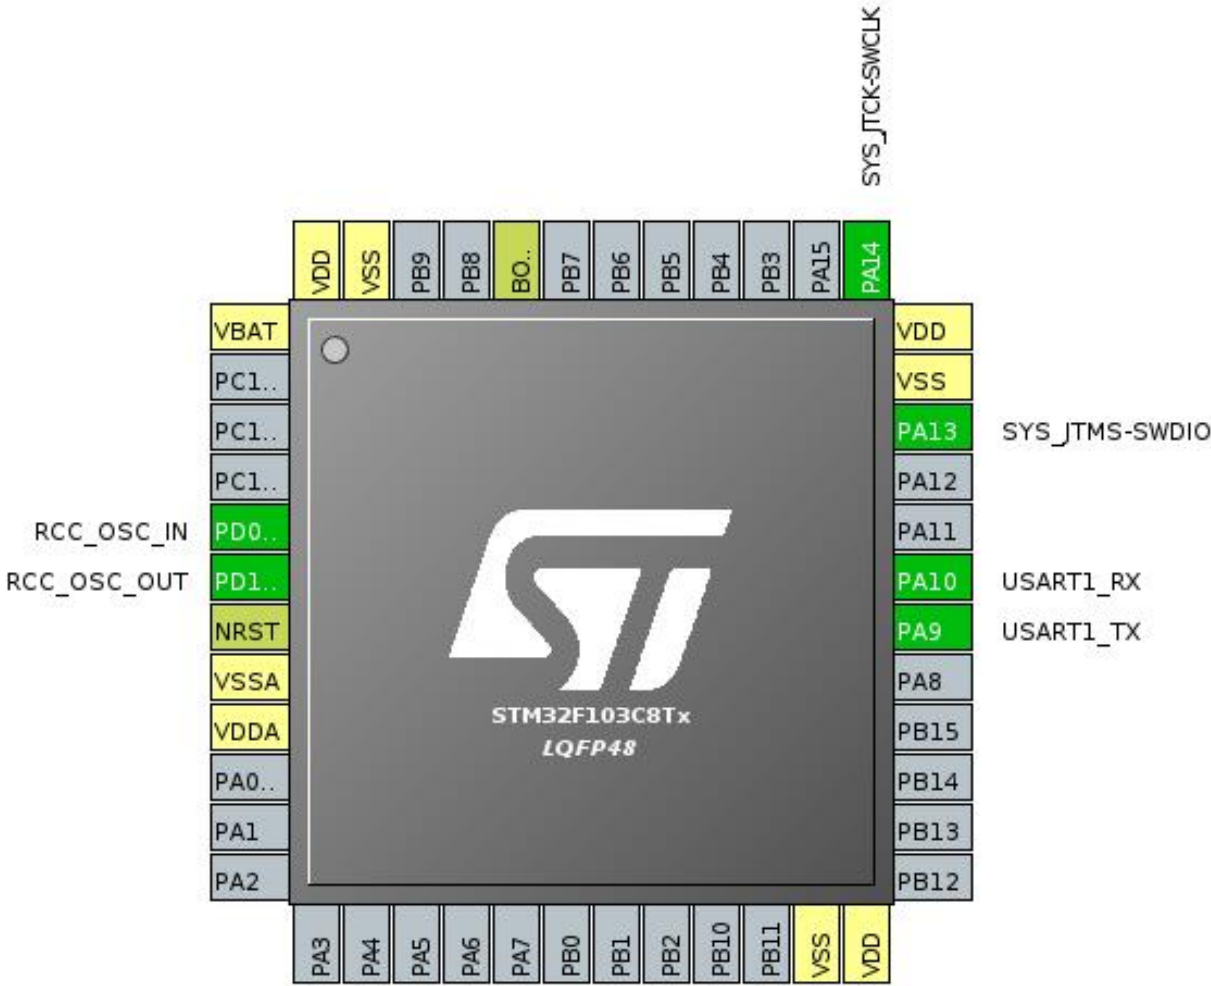 SYS_JTCK-SWCLK
VDD
VSS
PB9
PB8
BO..
PB7
PB6
PB5
PB4
PB3
PA15
PA14
VBAT
PC1..
PC1..
PC1..
RCC_OSC_IN PD0..
RCC_OSC_OUT PD1..
NRST
VSSA
VDDA
PA0..
PA1
PA2
ST
STM32F103C8Tx
LQFP48
VDD
VSS
PA13 SYS_JTMS-SWDIO
PA12
PA11
PA10 USART1_RX
PA9 USART1_TX
PA8
PB15
PB14
PB13
PB12
PA3
PA4
PA5
PA6
PA7
PB0
PB1
PB2
PB10
PB11
VSS
VDD